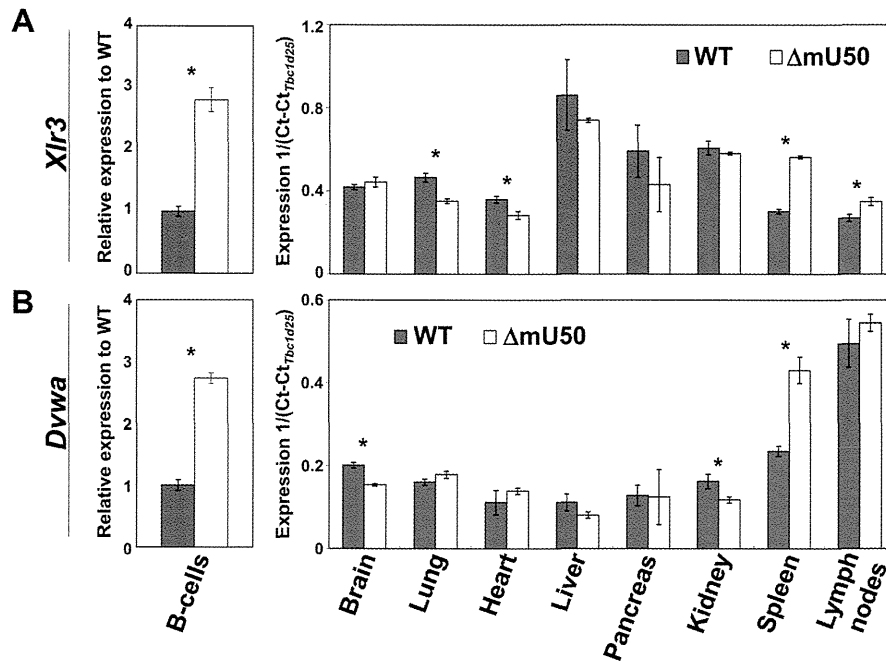 A
Xlr3
Relative expression to WT
4
3
2
1
0
*
Expression 1/(Ct-CtTbc1d25)
1.2
0.8
0.4
0
WT
ΔmU50
*
*
*
*
B
Dvwa
Relative expression to WT
4
3
2
1
0
*
Expression 1/(Ct-CtTbc1d25)
0.6
0.4
0.2
0
WT
ΔmU50
*
*
*
B-cells
Brain
Lung
Heart
Liver
Pancreas
Kidney
Spleen
Lymph
nodes